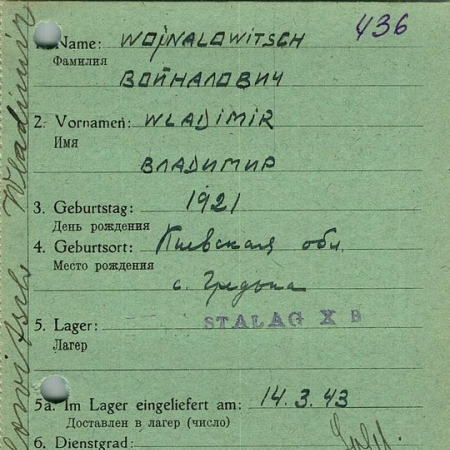 436
1. Name: WOJNALOWITSCH
Фамилия
ВОЙНАЛОВИЧ
2. Vornamen: WLADIMIR
Имя
ВЛАДИМИР
3. Geburtstag: 1921
День рождения
4. Geburtsort: Киевская обл.
Место рождения
с.
5. Lager: STALAG X B
Лагерь
5a. Im Lager eingeliefert am: 14.3.43
Доставлен в лагерь (число)
6. Dienstgrad: Sold.
Wladimir